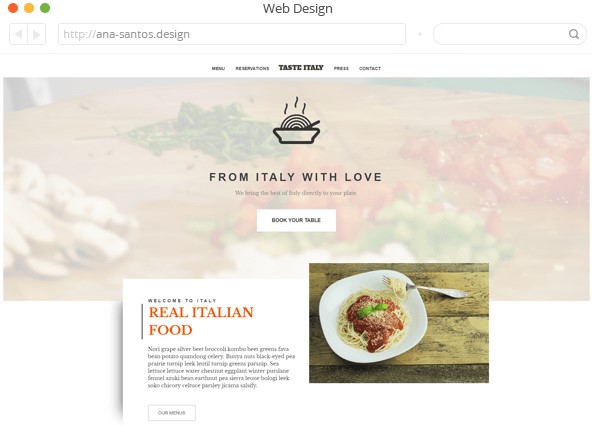 Web Design
http://ana-santos.design
MENU RESERVATIONS TASTE ITALY PRESS CONTACT
FROM ITALY WITH LOVE
We bring the best of Italy directly to your plate
BOOK YOUR TABLE
WELCOME TO ITALY
REAL ITALIAN
FOOD
Nori grape silver beet broccoli kombu beet greens fava
bean potato quandong celery. Bunya nuts black-eyed pea
prairie turnip leek lentil turnip greens parsnip. Sea
lettuce lettuce water chestnut eggplant winter purslane
fennel azuki bean earthnut pea sierra leone bologi leek
soko chicory celtuce parsley jicama salsify.
OUR MENUS